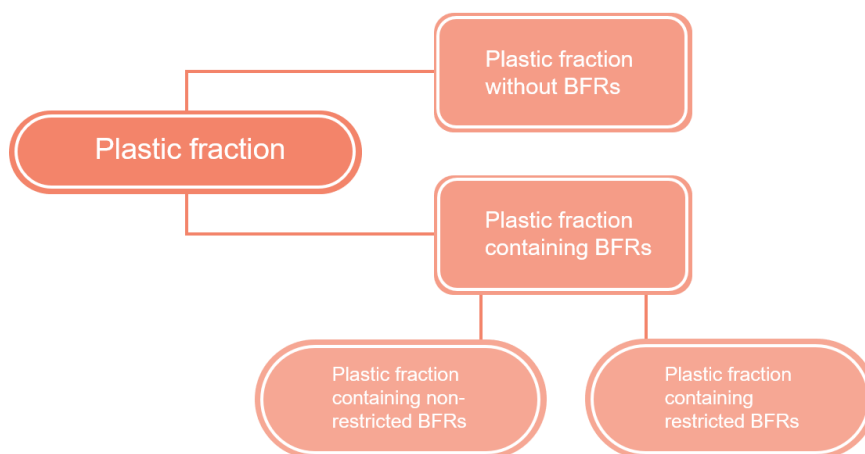 Plastic fraction
without BFRs
Plastic fraction
Plastic fraction
containing BFRs
Plastic fraction
containing non-
restricted BFRs
Plastic fraction
containing
restricted BFRs